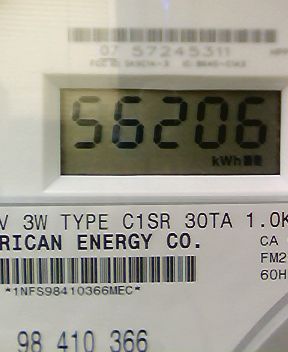 07 57245311
56206
kWh
V 3W TYPE C1SR 30TA 1.0K
RICAN ENERGY CO.
CA
FM2
60H
*1NFS98410366MEC*
98 410 366